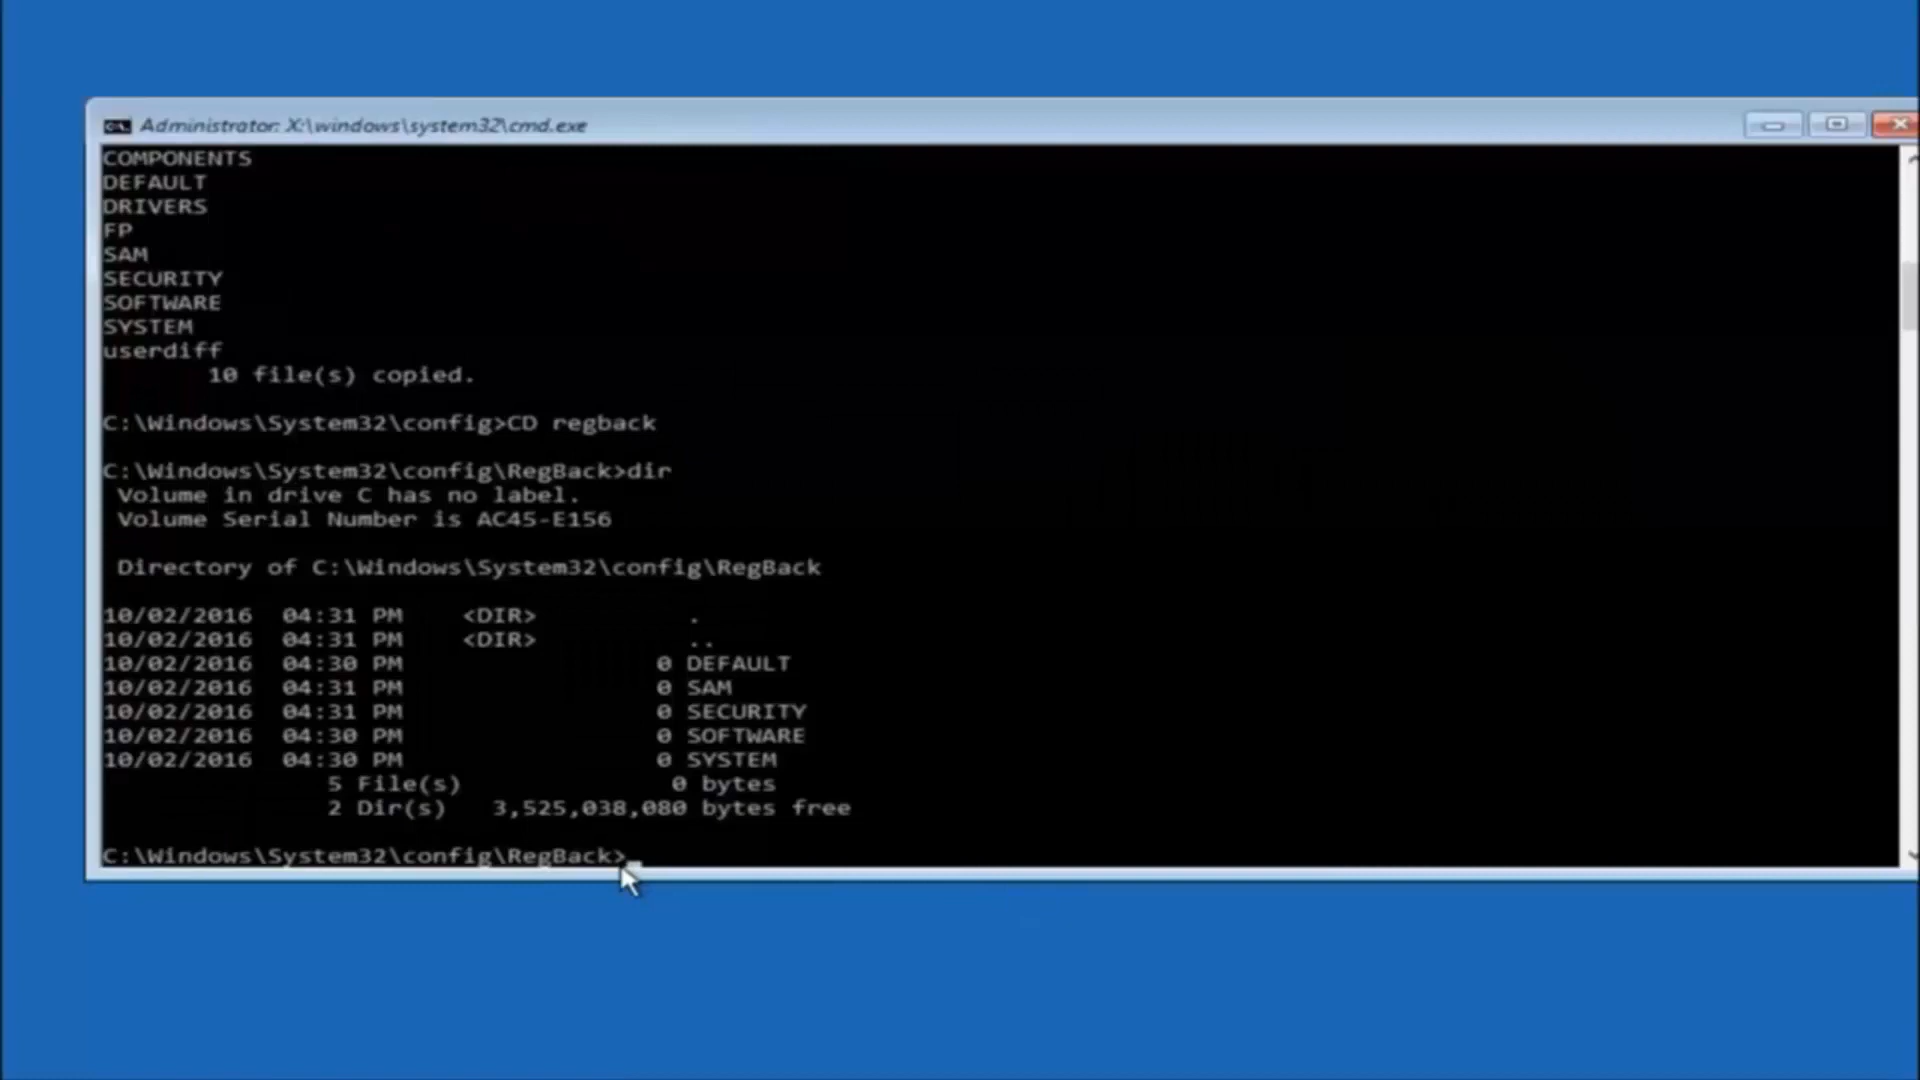 Administrator: X:\windows\system32\cmd.exe
COMPONENTS
DEFAULT
DRIVERS
FP
SAM
SECURITY
SOFTWARE
SYSTEM
userdiff
       10 file(s) copied.
C:\Windows\System32\config>CD regback
C:\Windows\System32\config\RegBack>dir
 Volume in drive C has no label.
 Volume Serial Number is AC45-E156
 Directory of C:\Windows\System32\config\RegBack
10/02/2016  04:31 PM    <DIR>          .
10/02/2016  04:31 PM    <DIR>          ..
10/02/2016  04:30 PM                 0 DEFAULT
10/02/2016  04:31 PM                 0 SAM
10/02/2016  04:31 PM                 0 SECURITY
10/02/2016  04:30 PM                 0 SOFTWARE
10/02/2016  04:30 PM                 0 SYSTEM
               5 File(s)              0 bytes
               2 Dir(s)   3,525,038,080 bytes free
C:\Windows\System32\config\RegBack>